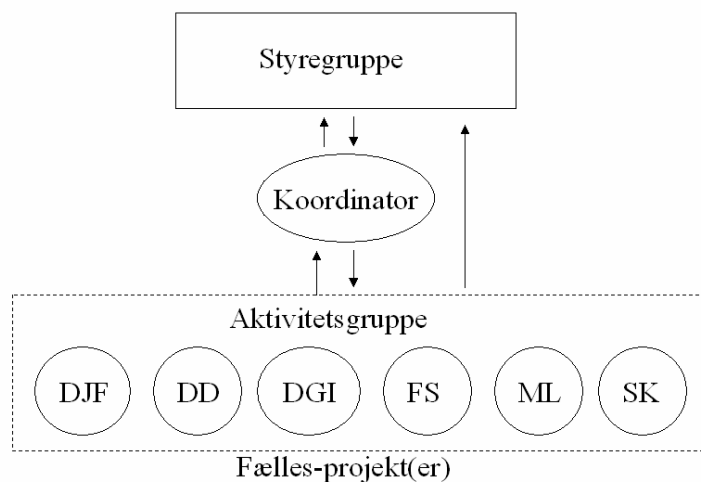 Styregruppe
Koordinator
Aktivitetsgruppe
DJF DD DGI FS ML SK
Fælles-projekt(er)